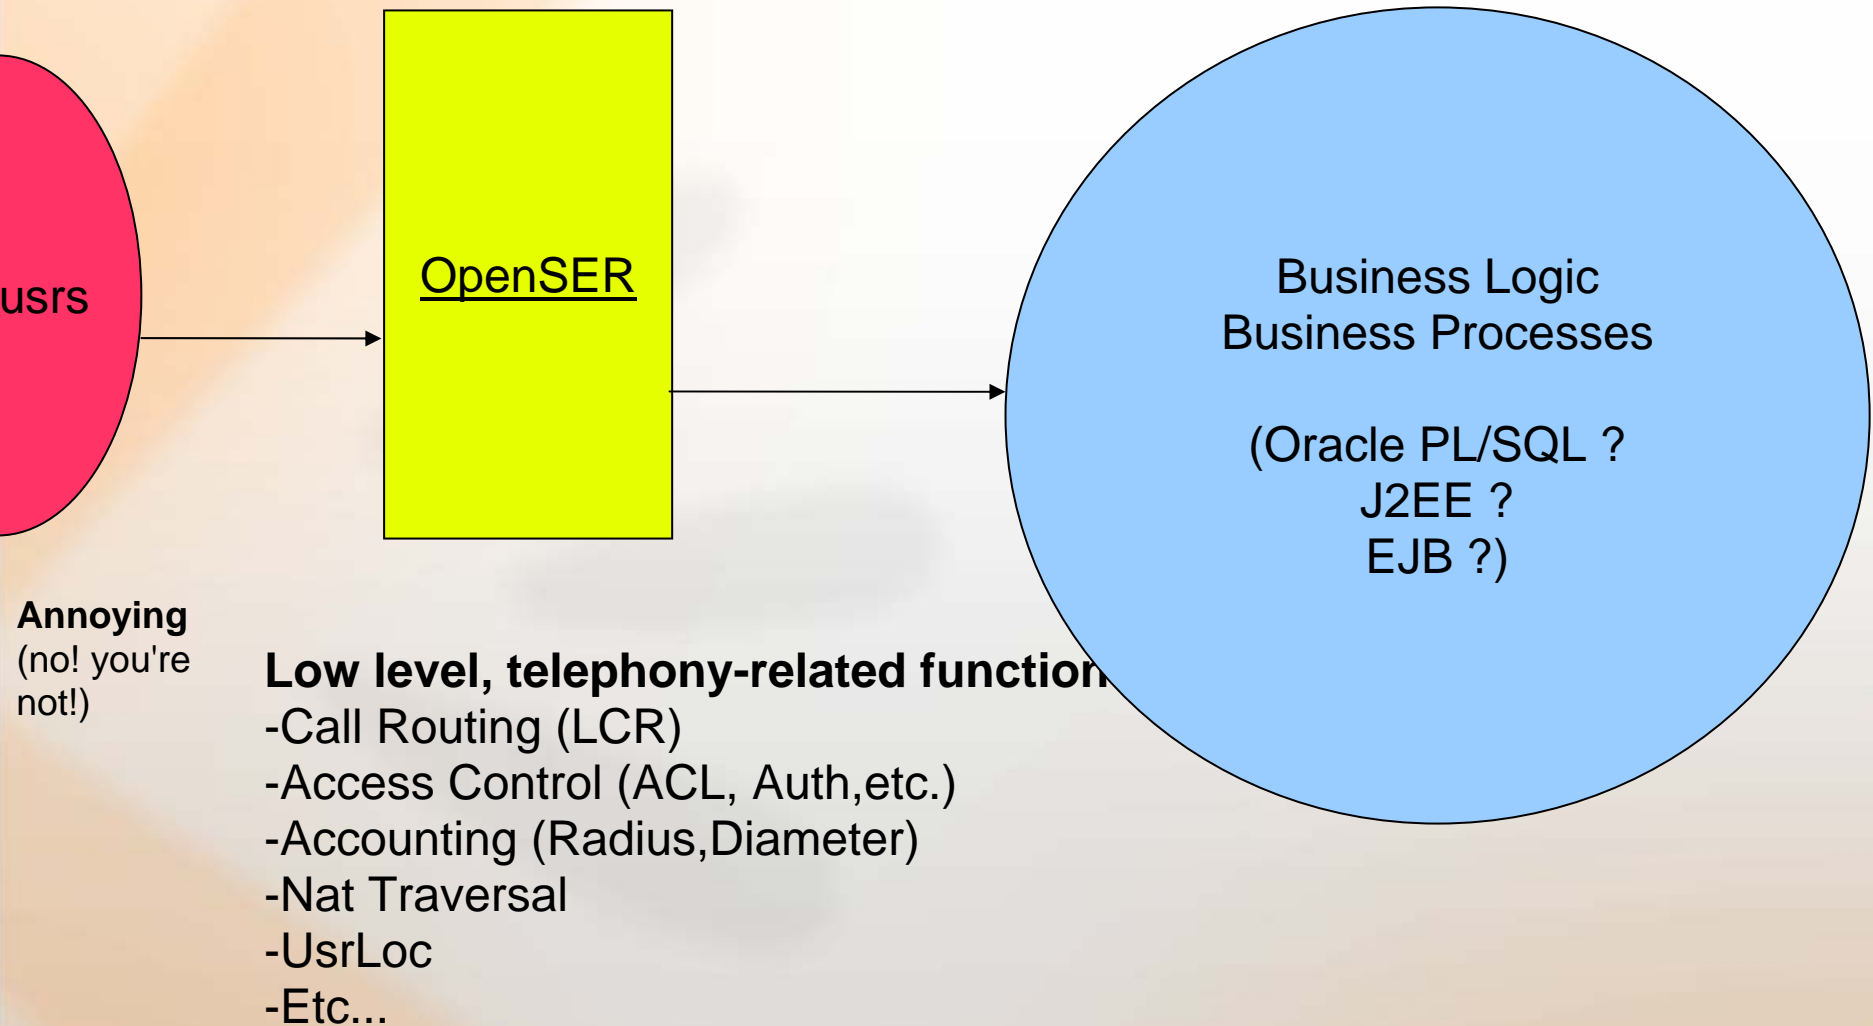 usrs
OpenSER
Business Logic
Business Processes
(Oracle PL/SQL ?
J2EE ?
EJB ?)
Annoying
(no! you're
not!)
Low level, telephony-related function
-Call Routing (LCR)
-Access Control (ACL, Auth,etc.)
-Accounting (Radius,Diameter)
-Nat Traversal
-UsrLoc
-Etc...